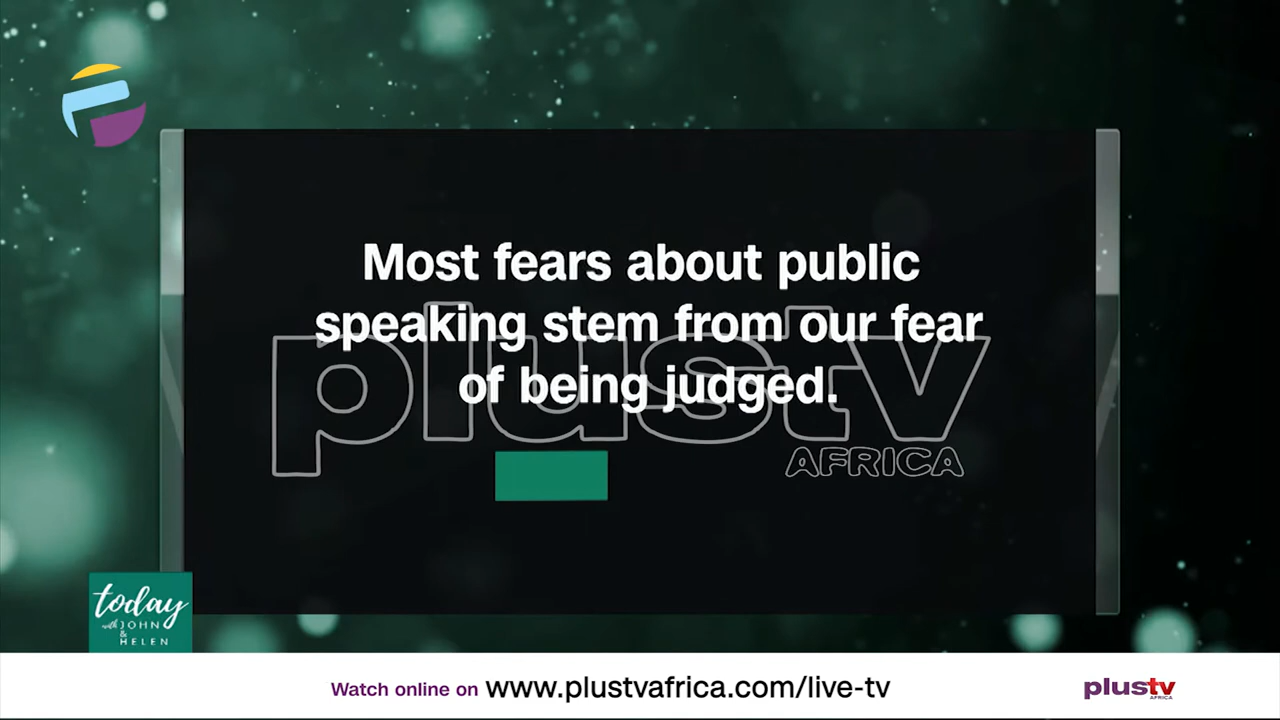 Most fears about public
speaking stem from our fear
of being judged.
plustv
AFRICA
today
with JOHN
&
HELEN
Watch online on www.plustvafrica.com/live-tv
plustv
AFRICA